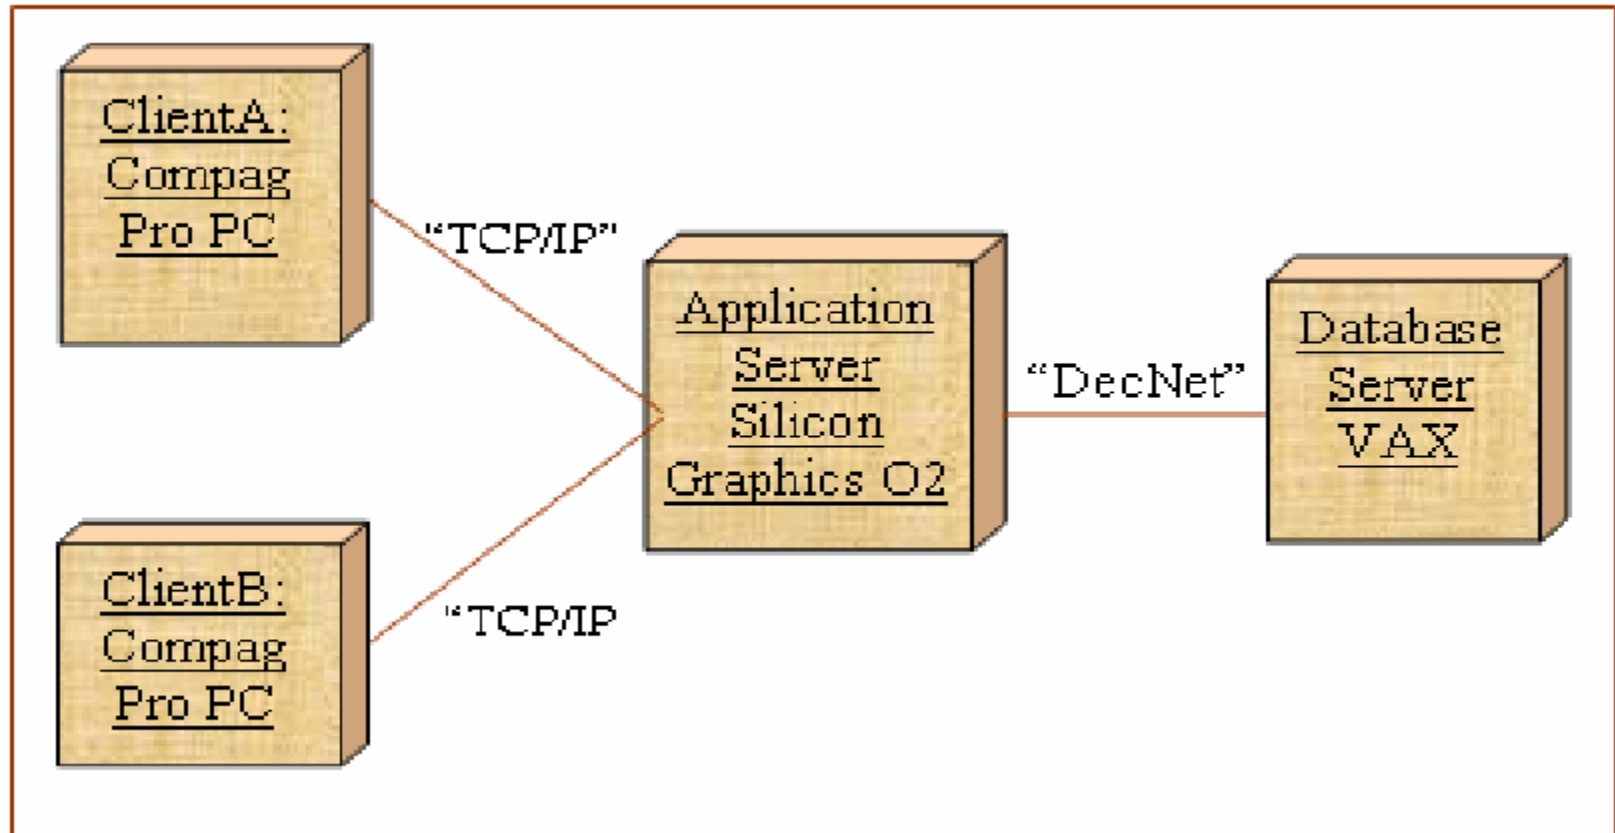 ClientA:
Compag
Pro PC
“TCP/IP”
Application
Server
Silicon
Graphics O2
“DecNet”
Database
Server
VAX
ClientB:
Compag
Pro PC
“TCP/IP